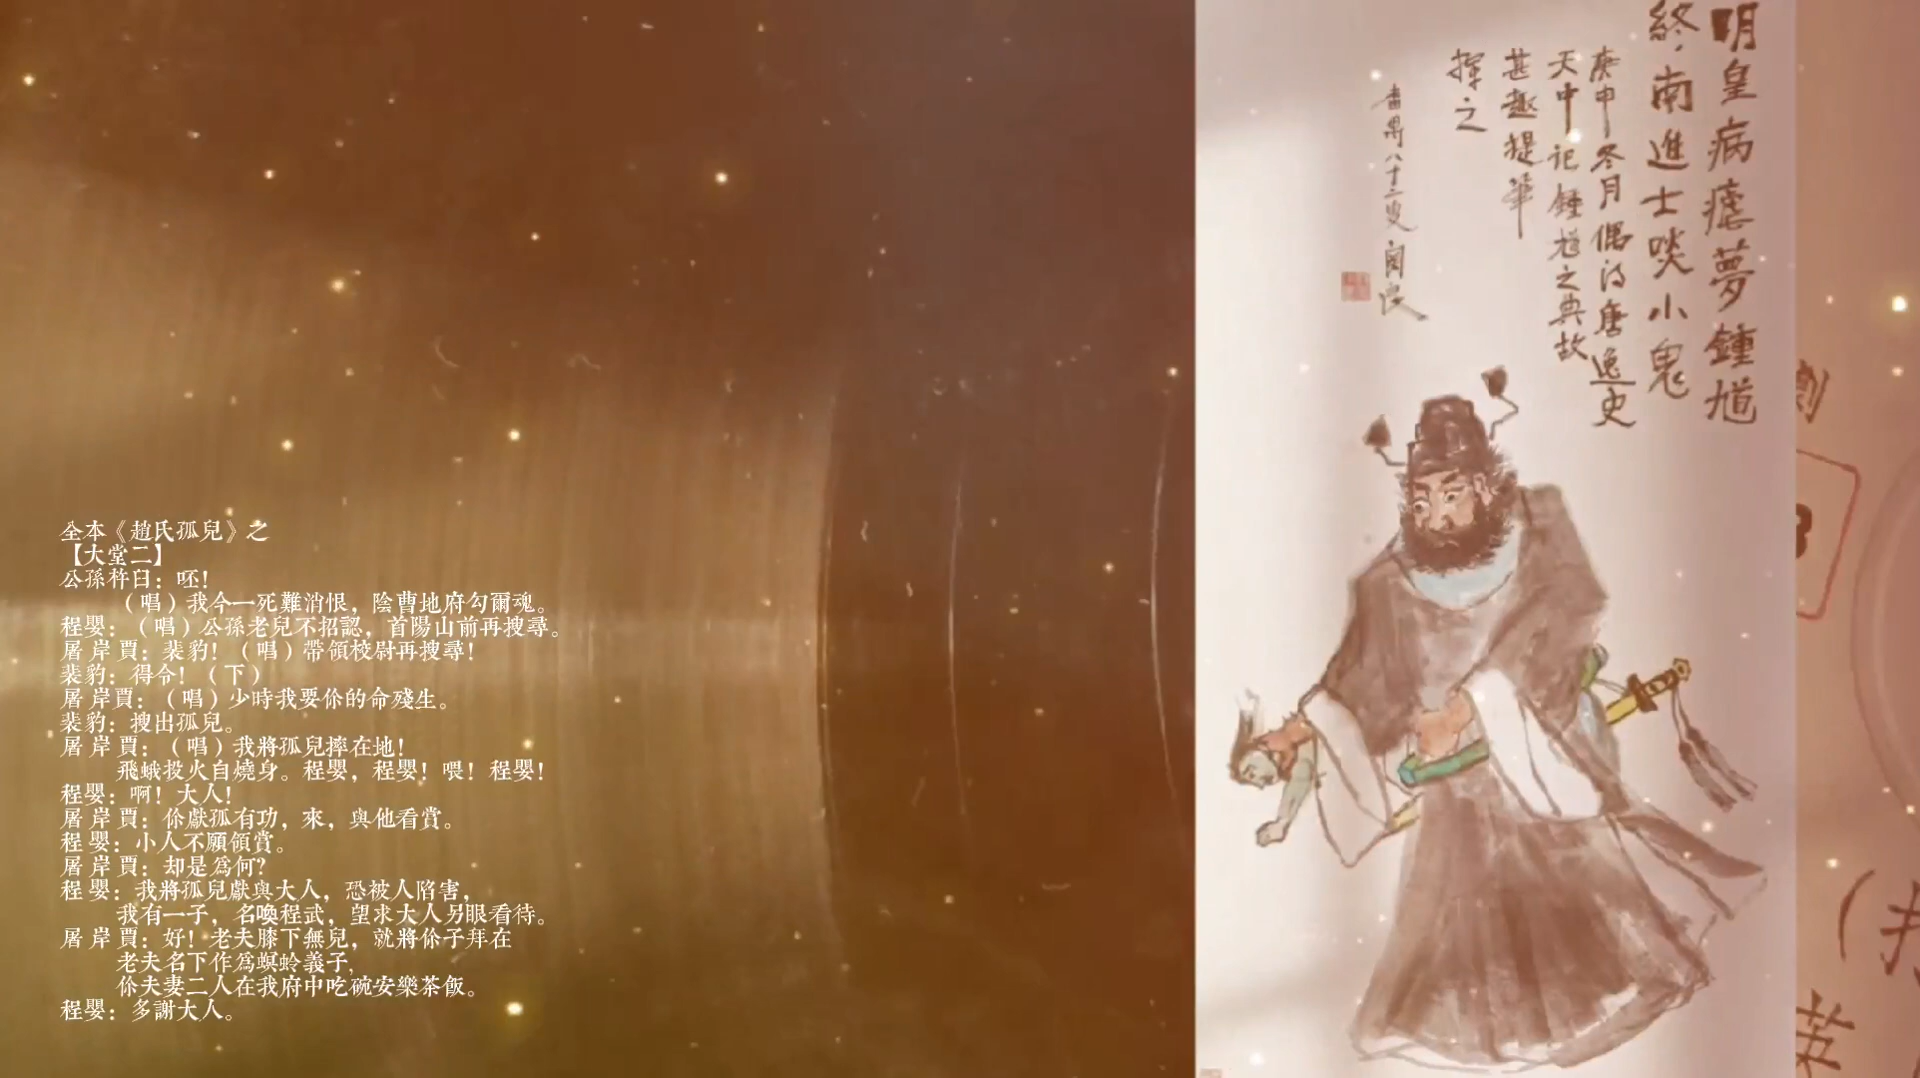 全本《趙氏孤兒》之
【大堂二】
公孫杵臼：呸！
（唱）我今一死難消恨，陰曹地府勾爾魂。
程嬰：（唱）公孫老兒不招認，首陽山前再搜尋。
屠岸賈：裴豹！（唱）帶領校尉再搜尋！
裴豹：得令！（下）
屠岸賈：（唱）少時我要你的命殘生。
裴豹：搜出孤兒。
屠岸賈：（唱）我將孤兒摔在地！
飛蛾投火自燒身。程嬰，程嬰！喂！程嬰！
程嬰：啊！大人！
屠岸賈：你獻孤有功，來，與他看賞。
程嬰：小人不願領賞。
屠岸賈：却是爲何？
程嬰：我將孤兒獻與大人，恐被人陷害，
我有一子，名喚程武，望求大人另眼看待。
屠岸賈：好！老夫膝下無兒，就將你子拜在
老夫名下作爲螟蛉義子，
你夫妻二人在我府中吃碗安樂茶飯。
程嬰：多謝大人。
明皇病瘧夢鍾馗
終南進士啖小鬼
庚申冬月偶得唐逸史
天中記鍾馗之典故
甚趣提筆
揮之
番禺八十二叟
劇
英